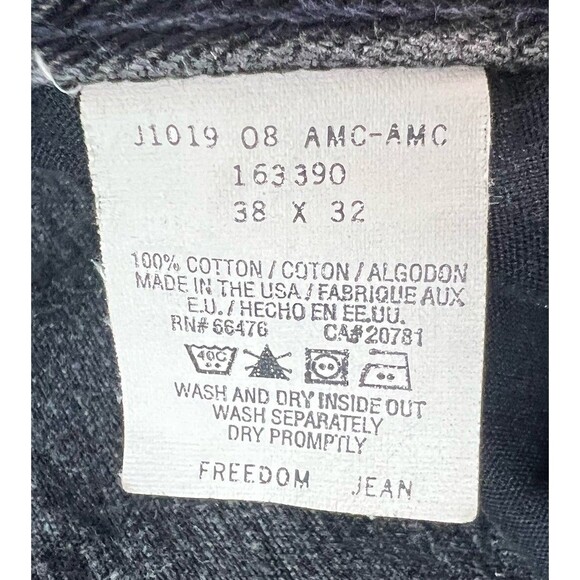 J1019 08 AMC-AMC
163390
38 X 32
100% COTTON / COTON / ALGODON
MADE IN THE USA / FABRIQUE AUX
E.U. / HECHO EN EE.UU.
RN# 66476 CA# 20781
40C
WASH AND DRY INSIDE OUT
WASH SEPARATELY
DRY PROMPTLY
FREEDOM JEAN